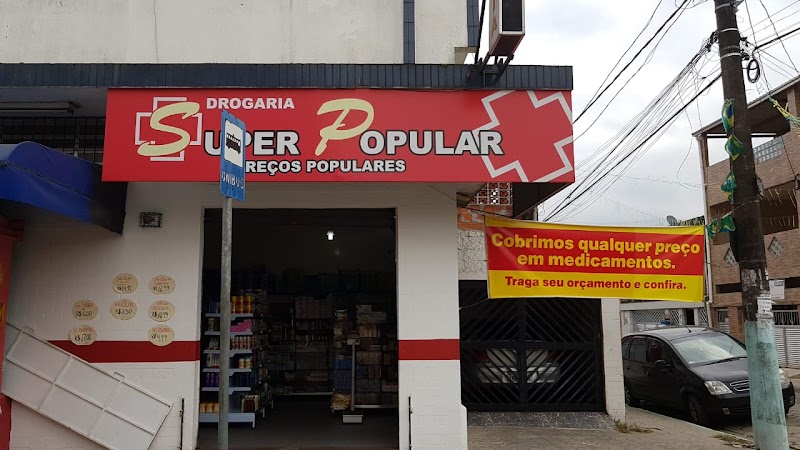 DROGARIA
SUPER POPULAR
PREÇOS POPULARES
ÔNIBUS
Cobrimos qualquer preço
em medicamentos.
Traga seu orçamento e confira.